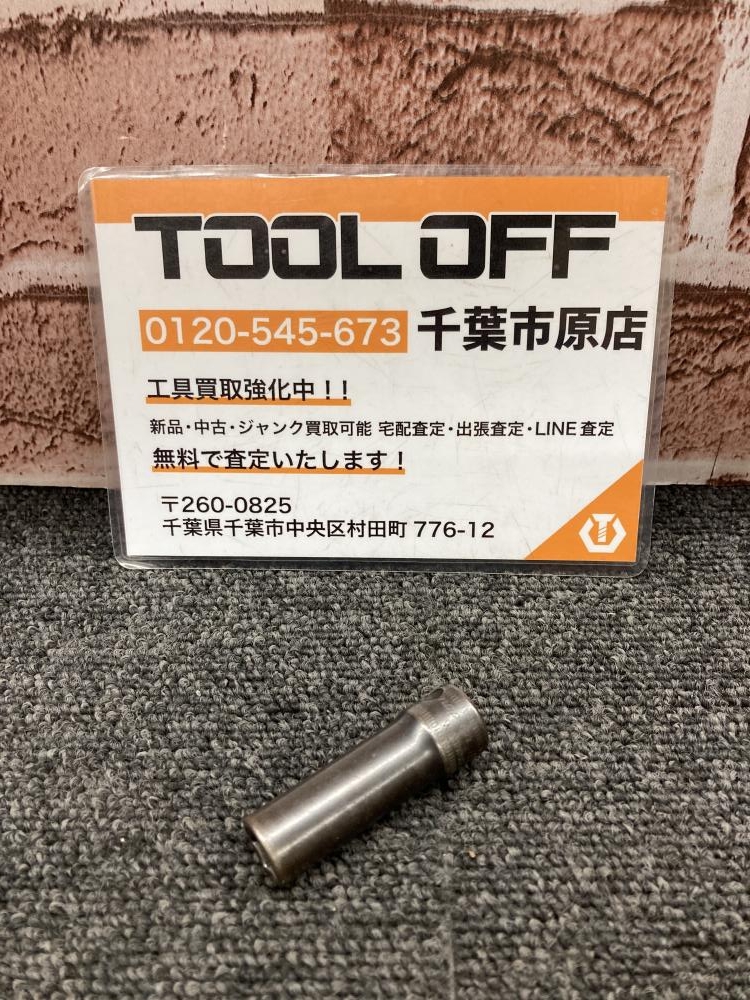 TOOL OFF
0120-545-673 千葉市原店
工具買取強化中！！
新品・中古・ジャンク買取可能 宅配査定・出張査定・LINE査定
無料で査定いたします！
〒260-0825
千葉県千葉市中央区村田町 776-12